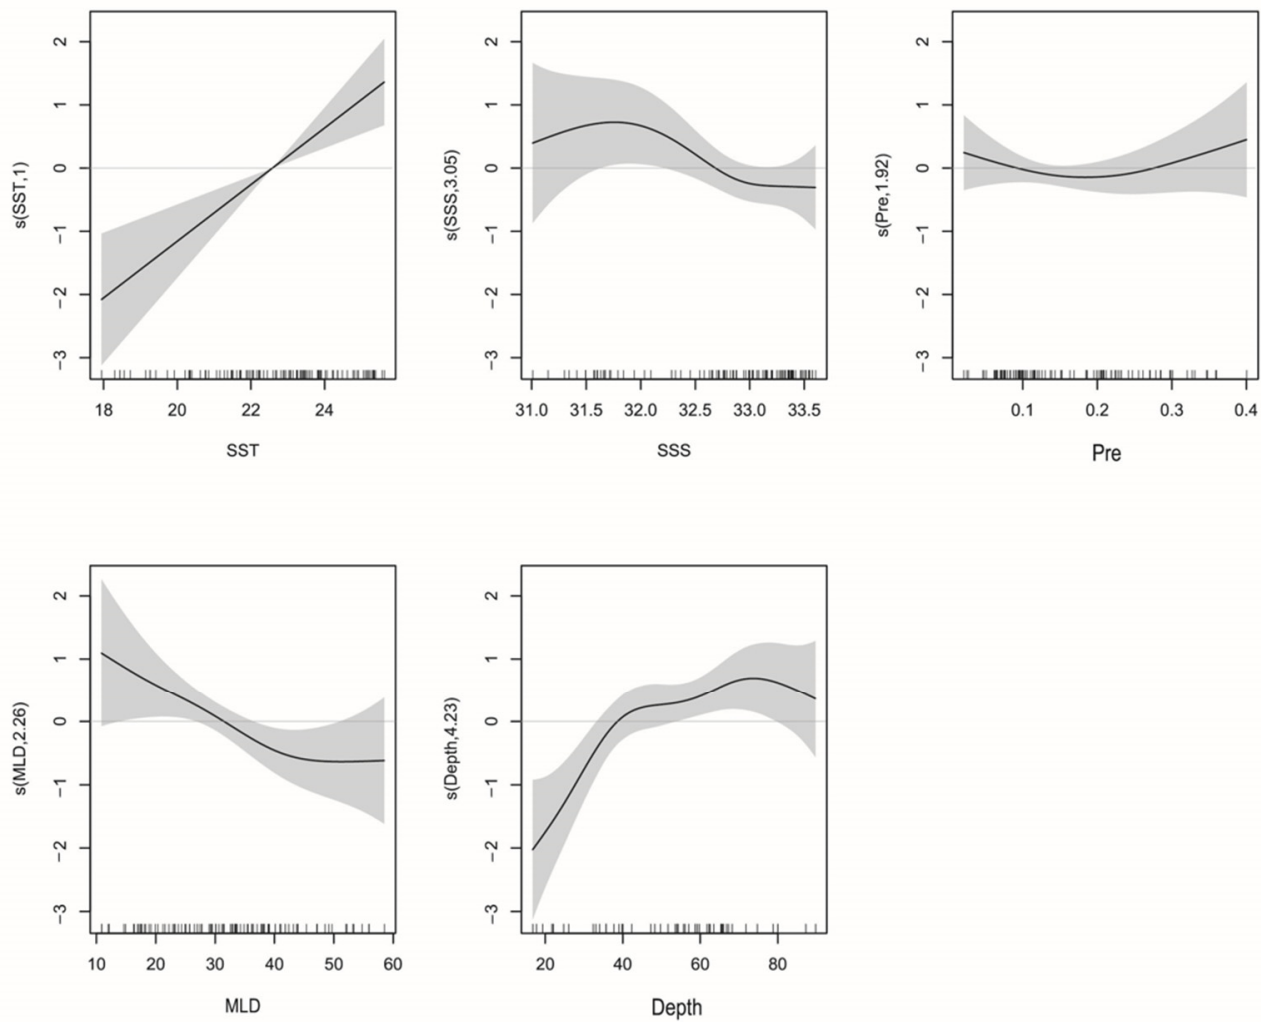 s(SST,1)
2
1
0
−1
−2
−3
18 20 22 24
SST
s(SSS,3.05)
2
1
0
−1
−2
−3
31.0 31.5 32.0 32.5 33.0 33.5
SSS
s(Pre,1.92)
2
1
0
−1
−2
−3
0.1 0.2 0.3 0.4
Pre
s(MLD,2.26)
2
1
0
−1
−2
−3
10 20 30 40 50 60
MLD
s(Depth,4.23)
2
1
0
−1
−2
−3
20 40 60 80
Depth